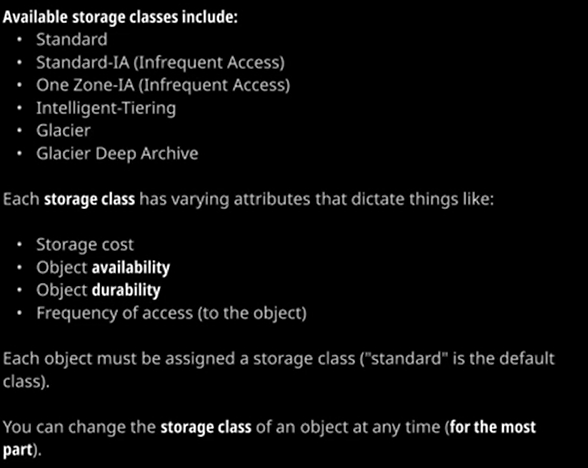 Available storage classes include:
• Standard
• Standard-IA (Infrequent Access)
• One Zone-IA (Infrequent Access)
• Intelligent-Tiering
• Glacier
• Glacier Deep Archive
Each storage class has varying attributes that dictate things like:
• Storage cost
• Object availability
• Object durability
• Frequency of access (to the object)
Each object must be assigned a storage class ("standard" is the default
class).
You can change the storage class of an object at any time (for the most
part).